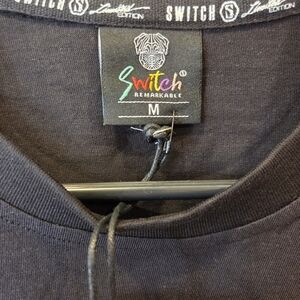 SWITCH S Limited EDITION SWITCH S Limited EDITION
Switch S
REMARKABLE
M